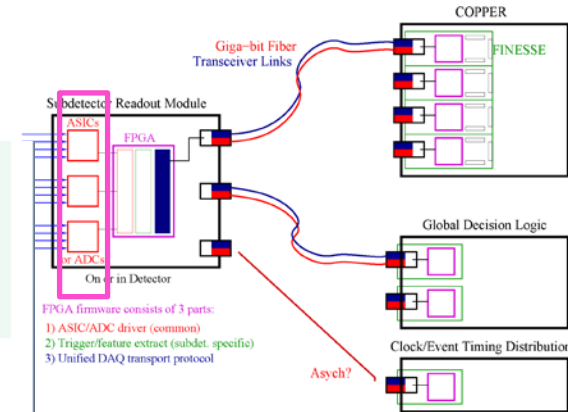 COPPER
Giga-bit Fiber
Transceiver Links
FINESSE
Subdetector Readout Module
ASICs
FPGA
or ADCs
On or in Detector
Global Decision Logic
FPGA firmware consists of 3 parts:
1) ASIC/ADC driver (common)
2) Trigger/feature extract (subdet. specific)
3) Unified DAQ transport protocol
Clock/Event Timing Distribution
Asych?